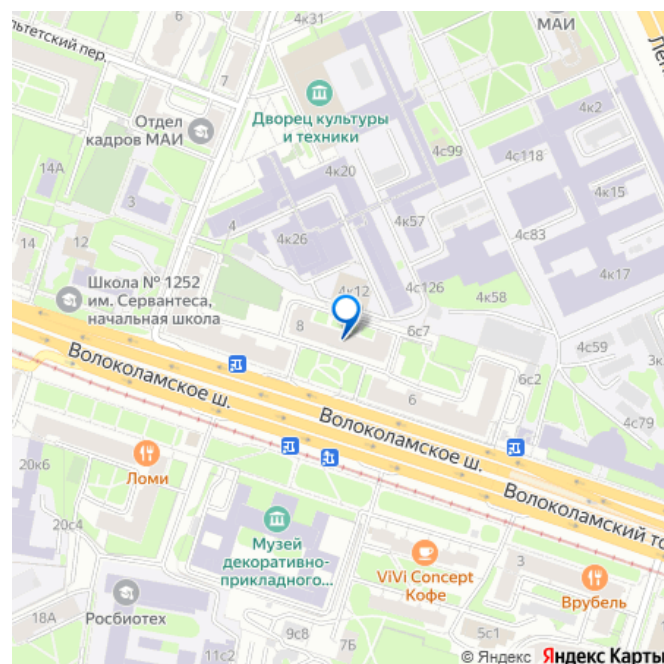 ультетский пер.
6
4к31
МАИ
Лен
7
Дворец культуры
и техники
4к2
Отдел
кадров МАИ
4с99
4с118
14А
4к20
4к15
3
4
4к57
4с83
14
12
4к26
4к17
Школа № 1252
им. Сервантеса,
начальная школа
4к12
4с126
4к58
8
6с7
4с59
Волоколамское ш.
6с2
6
4с79
Волоколамское ш.
20к6
Ломи
Волоколамский то
20с4
Музей
декоративно-
прикладного...
ViVi Concept
Кофе
3
Врубель
Росбиотех
18А
9с8
7Б
5с1
11с2
© Яндекс Яндекс Карты